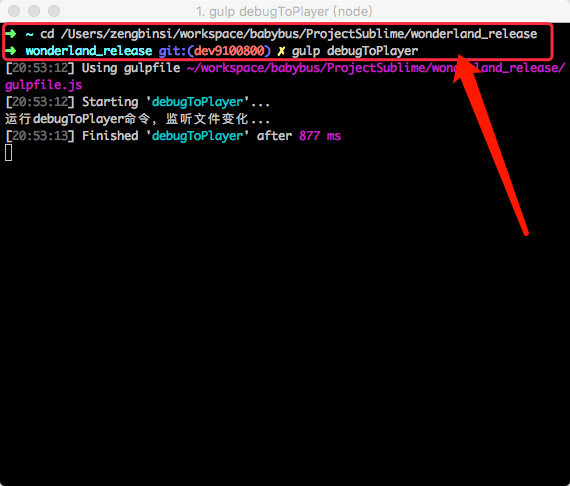 1. gulp debugToPlayer (node)
➜ ~ cd /Users/zengbinsi/workspace/babybus/ProjectSublime/wonderland_release
➜ wonderland_release git:(dev9100800) ✗ gulp debugToPlayer
[20:53:12] Using gulpfile ~/workspace/babybus/ProjectSublime/wonderland_release/
gulpfile.js
[20:53:12] Starting 'debugToPlayer'...
运行debugToPlayer命令，监听文件变化...
[20:53:13] Finished 'debugToPlayer' after 877 ms